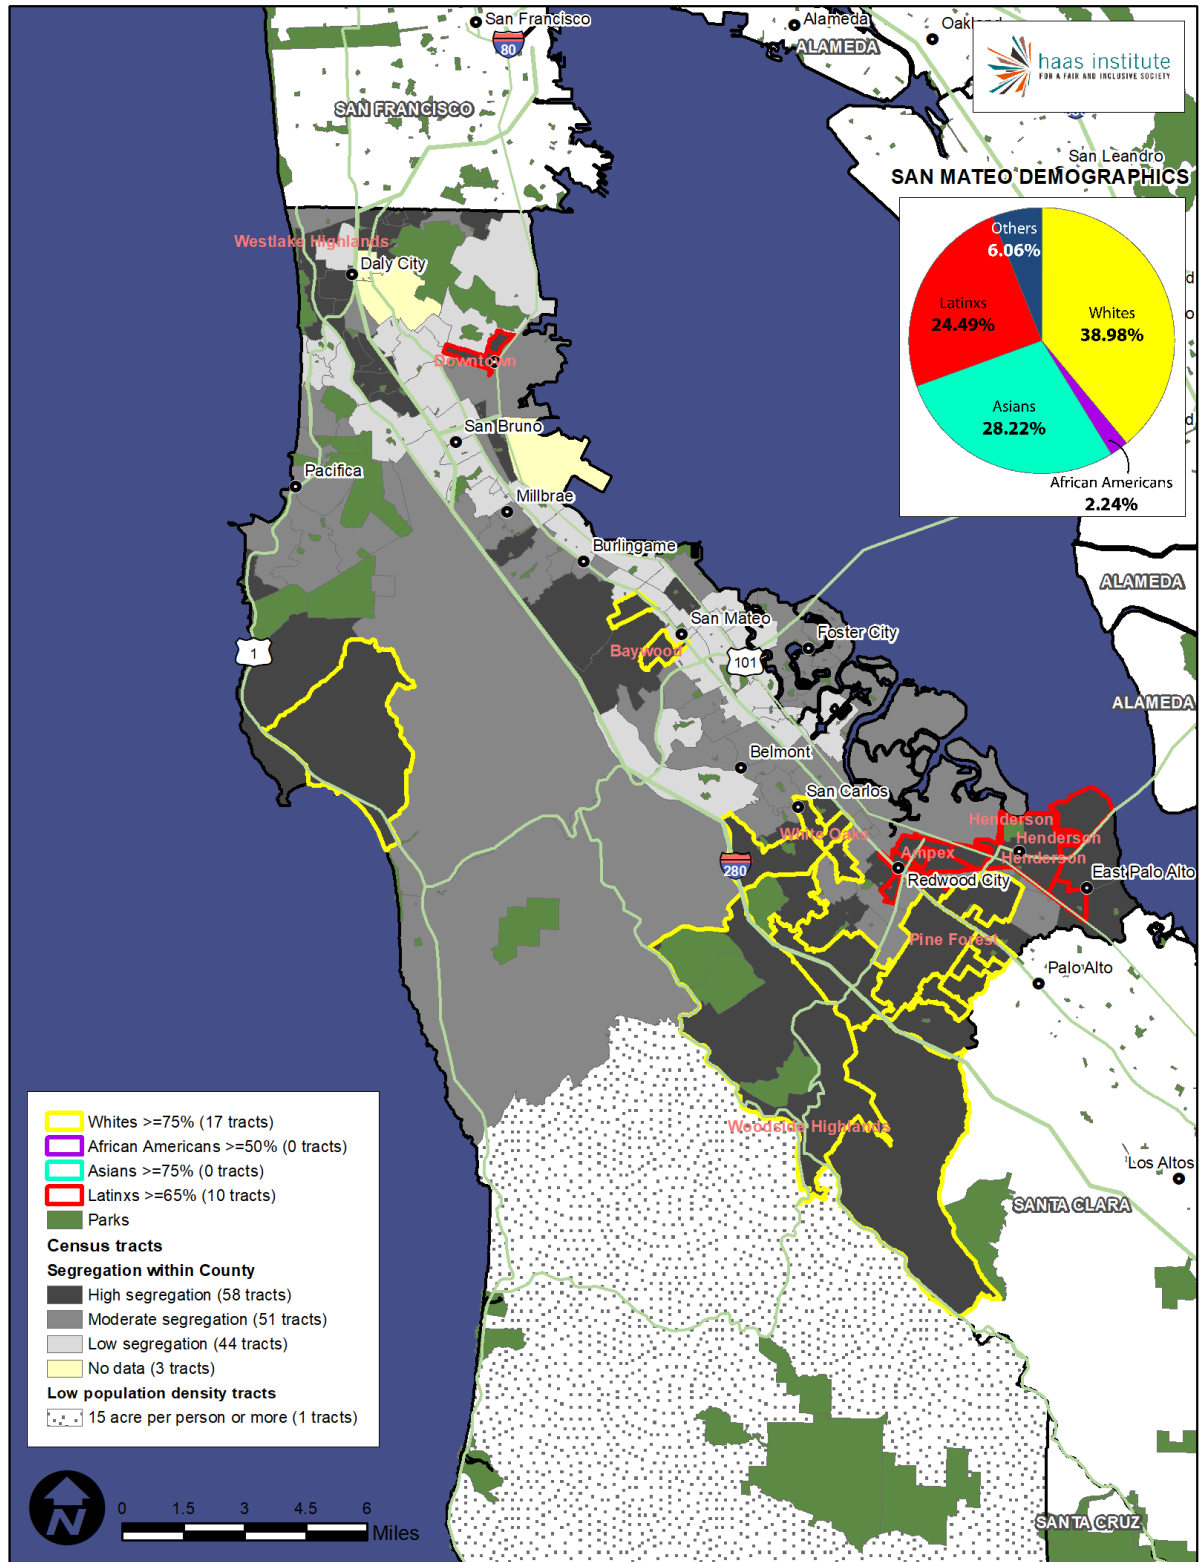 San Francisco
80
SAN FRANCISCO
Alameda
ALAMEDA
haas institute
FOR A FAIR AND INCLUSIVE SOCIETY
San Leandro
SAN MATEO DEMOGRAPHICS
Others
6.06%
Latinxs
24.49%
Whites
38.98%
Asians
28.22%
African Americans
2.24%
Westlake Highlands
Daly City
Downtown
San Bruno
Pacifica
Millbrae
Burlingame
ALAMEDA
San Mateo
Foster City
Baywood
1
101
ALAMEDA
Belmont
San Carlos
White Oaks
Henderson
Henderson
Henderson
Ampex
280
Redwood City
East Palo Alto
Pine Forest
Palo Alto
Woodside Highlands
Los Altos
SANTA CLARA
SANTA CRUZ
Whites >=75% (17 tracts)
African Americans >=50% (0 tracts)
Asians >=75% (0 tracts)
Latinxs >=65% (10 tracts)
Parks
Census tracts
Segregation within County
High segregation (58 tracts)
Moderate segregation (51 tracts)
Low segregation (44 tracts)
No data (3 tracts)
Low population density tracts
15 acre per person or more (1 tracts)
N
0 1.5 3 4.5 6
Miles